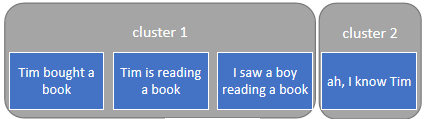 cluster 1
Tim bought a
book
Tim is reading
a book
I saw a boy
reading a book
cluster 2
ah, I know Tim